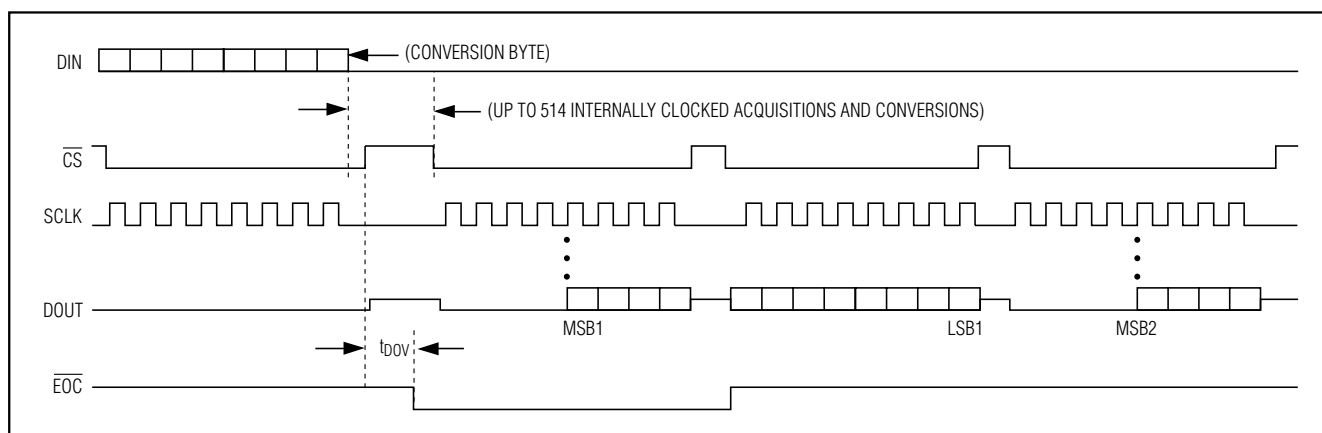 DIN
(CONVERSION BYTE)
(UP TO 514 INTERNALLY CLOCKED ACQUISITIONS AND CONVERSIONS)
CS
SCLK
DOUT
MSB1
LSB1
MSB2
tDOV
EOC